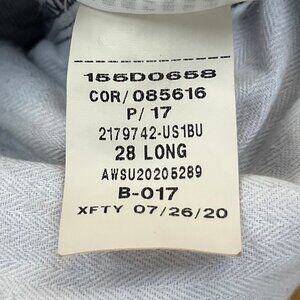 155D0658
COR/085616
P/17
2179742-US1BU
28 LONG
AWSU20205289
B-017
XFTY 07/26/20